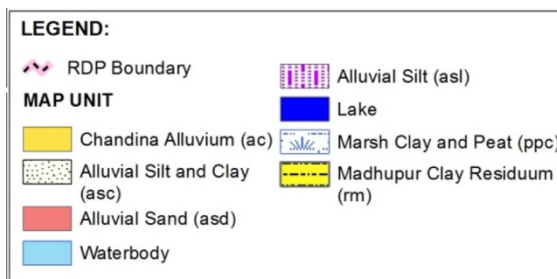 LEGEND:
RDP Boundary
MAP UNIT
Chandina Alluvium (ac)
Alluvial Silt and Clay
(asc)
Alluvial Sand (asd)
Waterbody
Alluvial Silt (asl)
Lake
Marsh Clay and Peat (ppc)
Madhupur Clay Residuum
(rm)